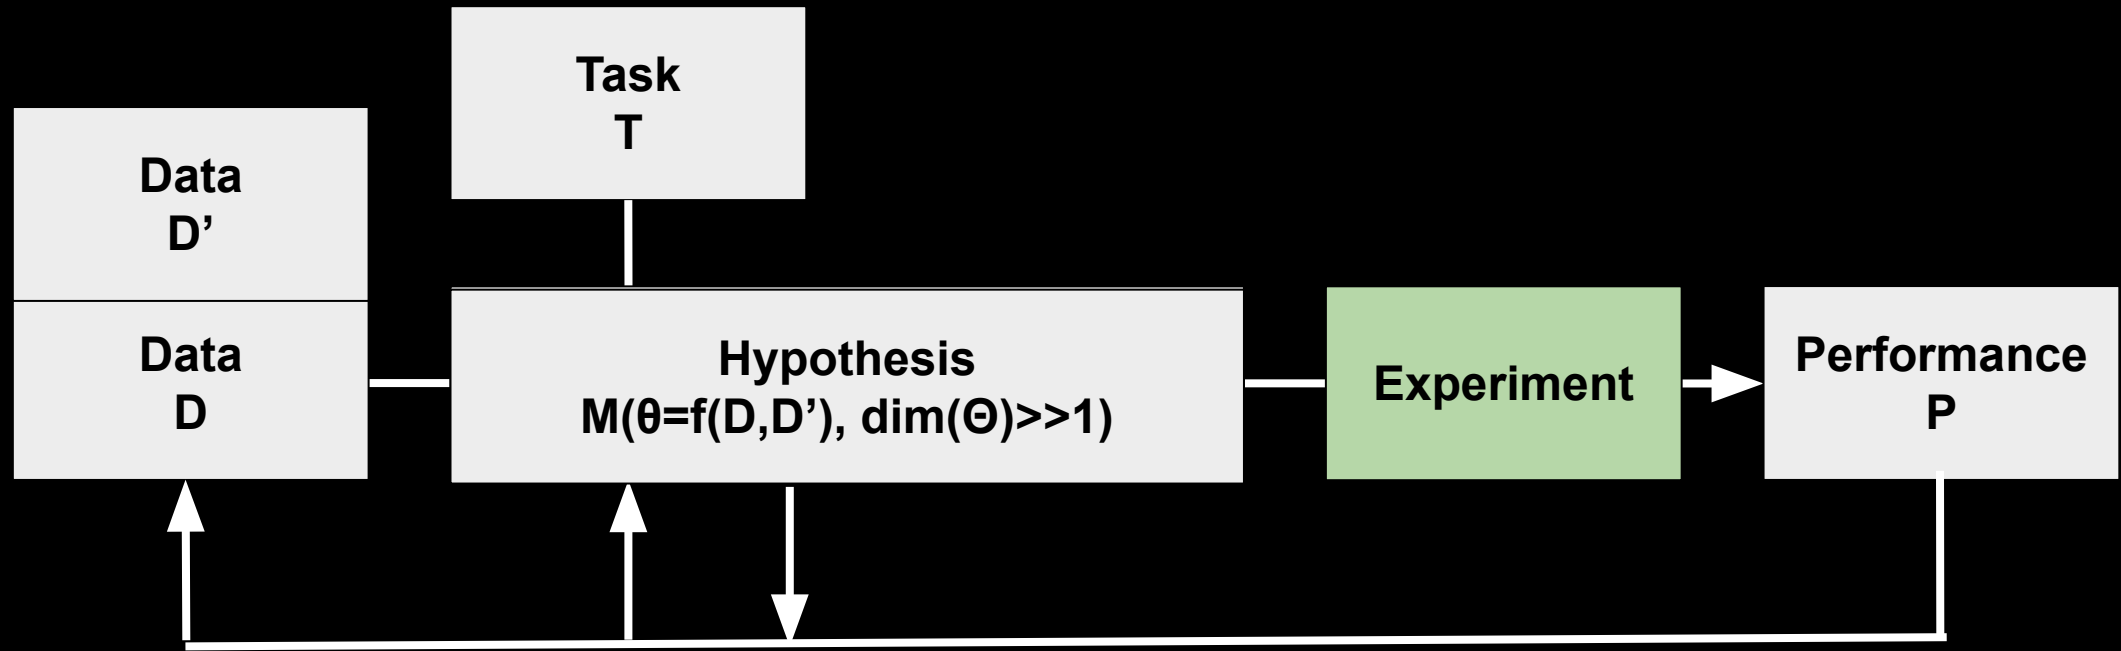 Task
T
Data
D’
Data
D
Hypothesis
M(θ=f(D,D’), dim(Θ)>>1)
Experiment
Performance
P